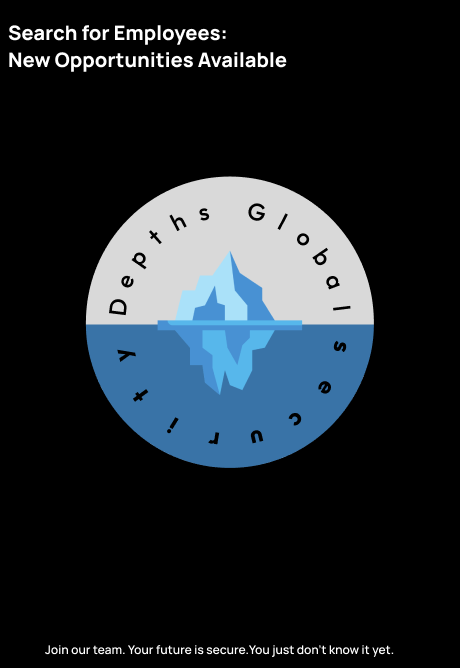 Search for Employees:
New Opportunities Available
Depths Global
security
Join our team. Your future is secure.You just don't know it yet.